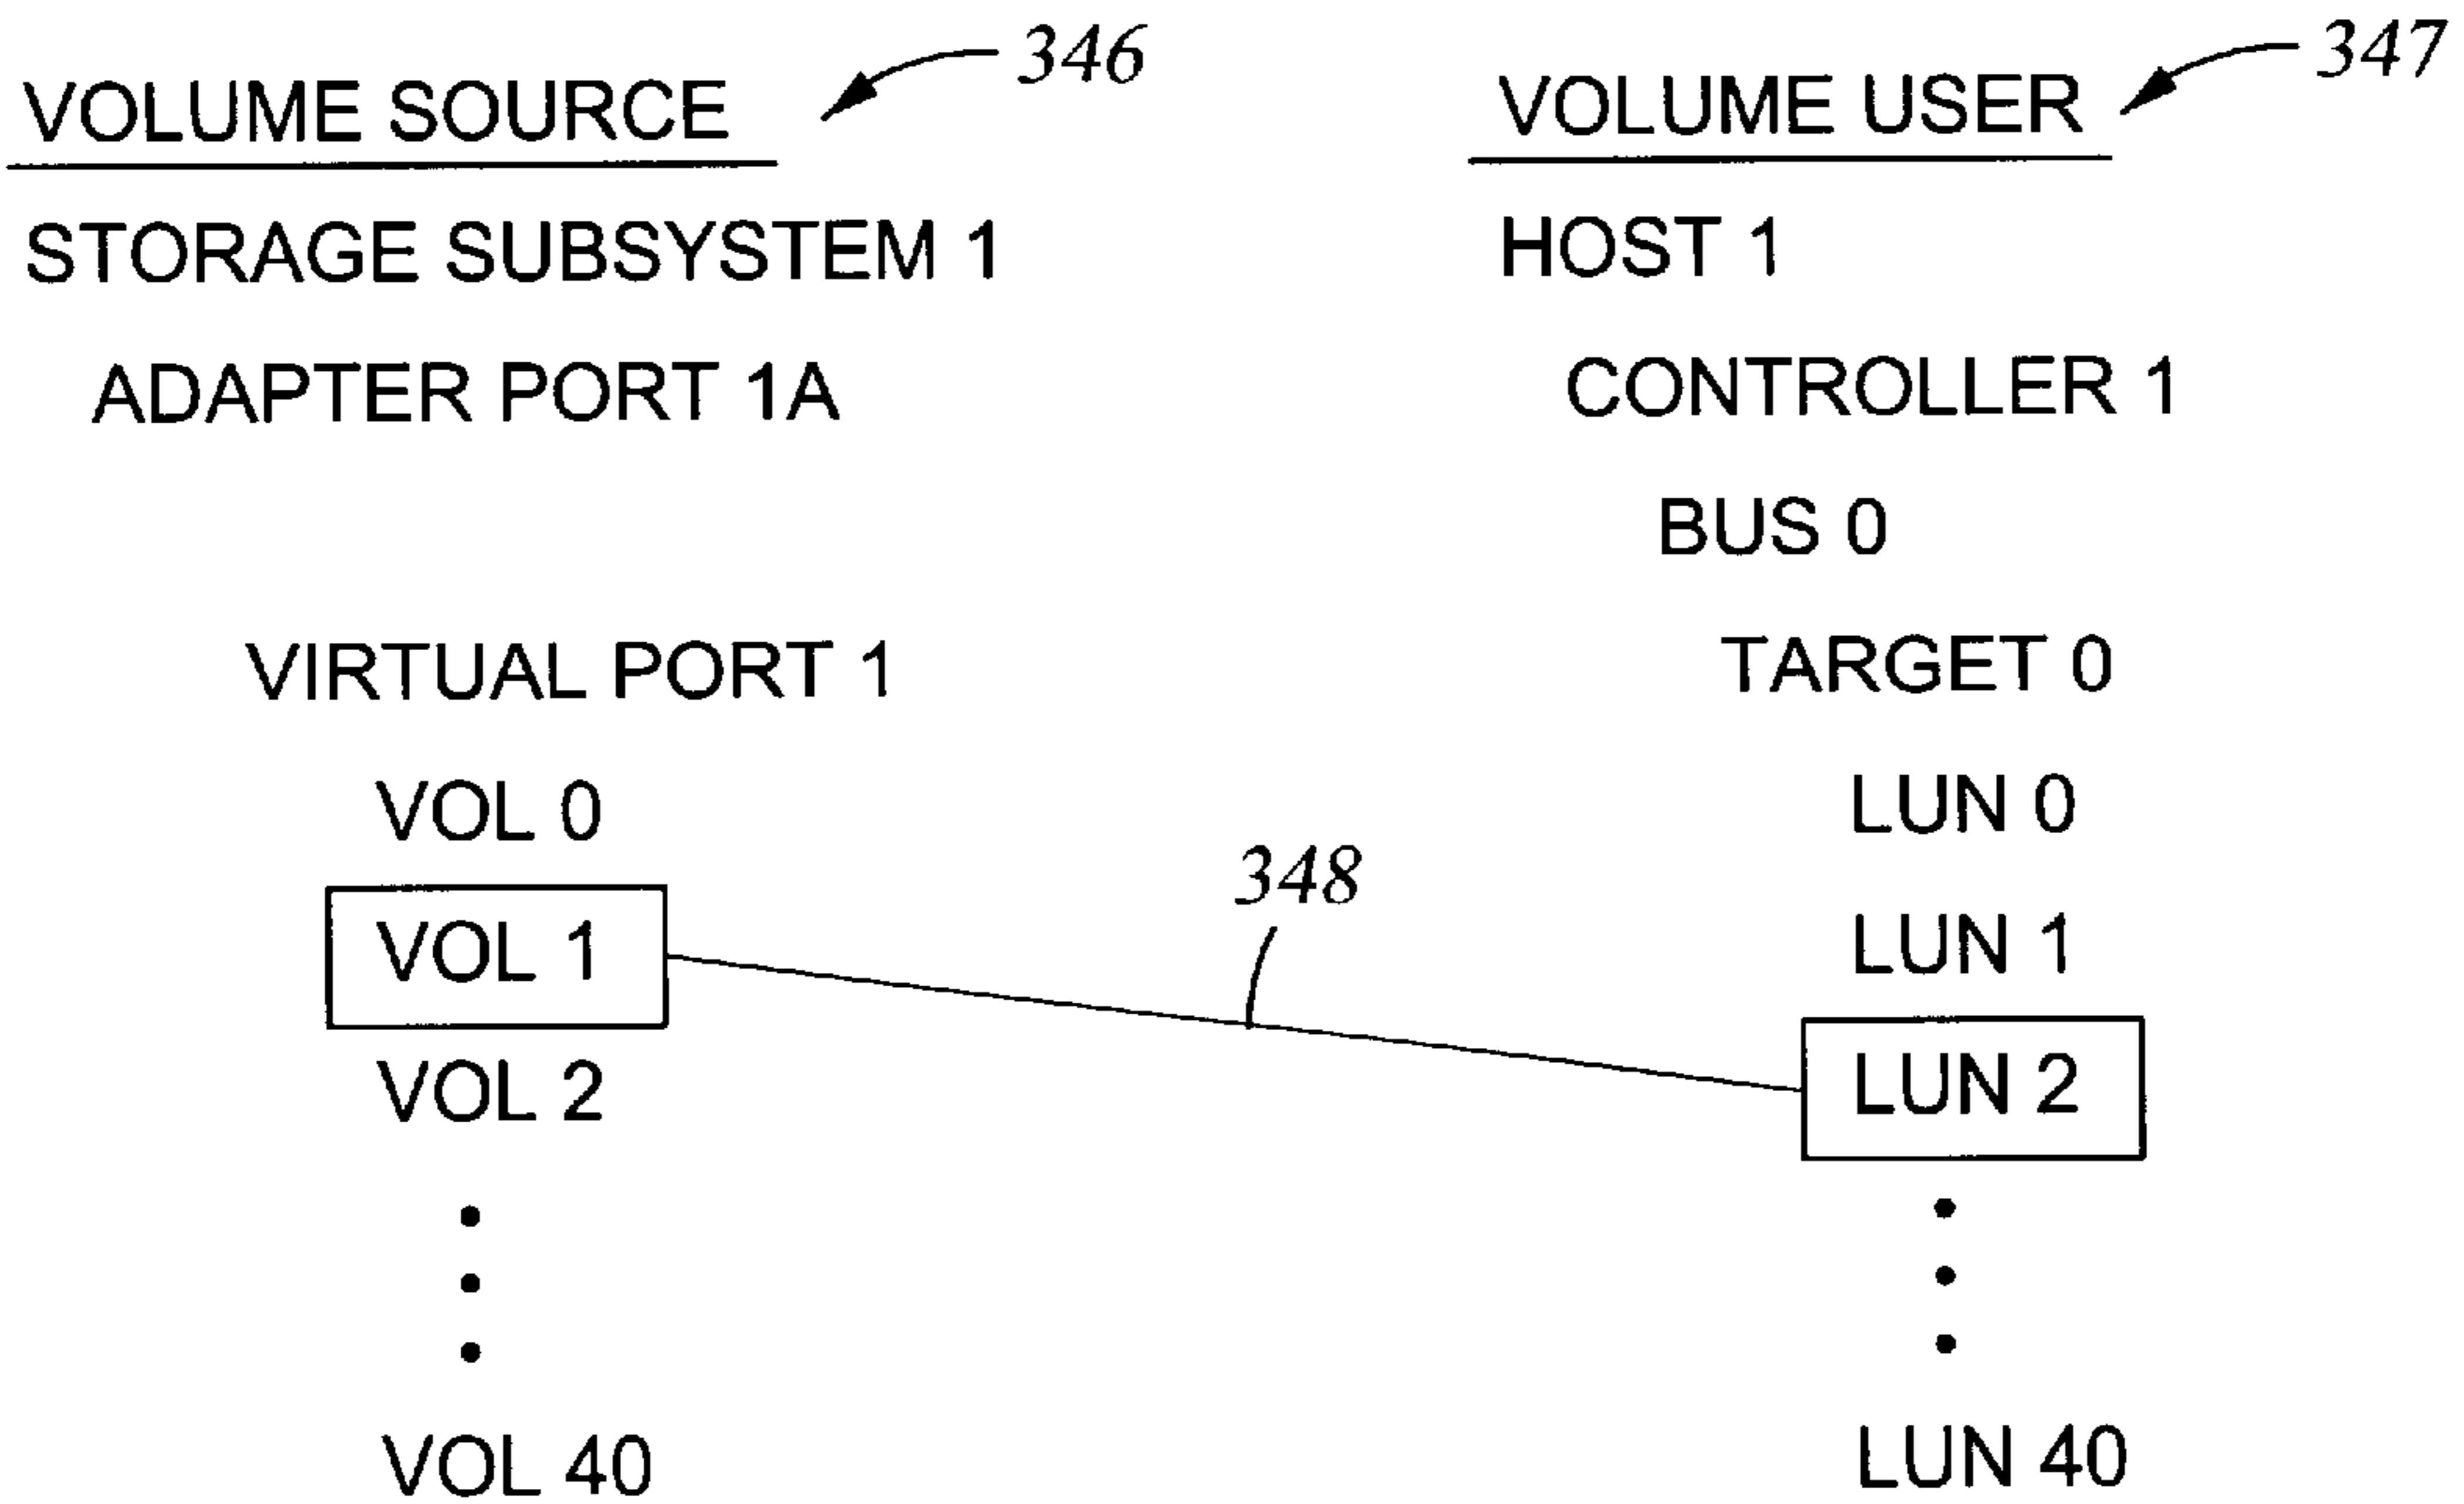 346
VOLUME SOURCE
STORAGE SUBSYSTEM 1
ADAPTER PORT 1A
VIRTUAL PORT 1
VOL 0
VOL 1
VOL 2
VOL 40
348
347
VOLUME USER
HOST 1
CONTROLLER 1
BUS 0
TARGET 0
LUN 0
LUN 1
LUN 2
LUN 40